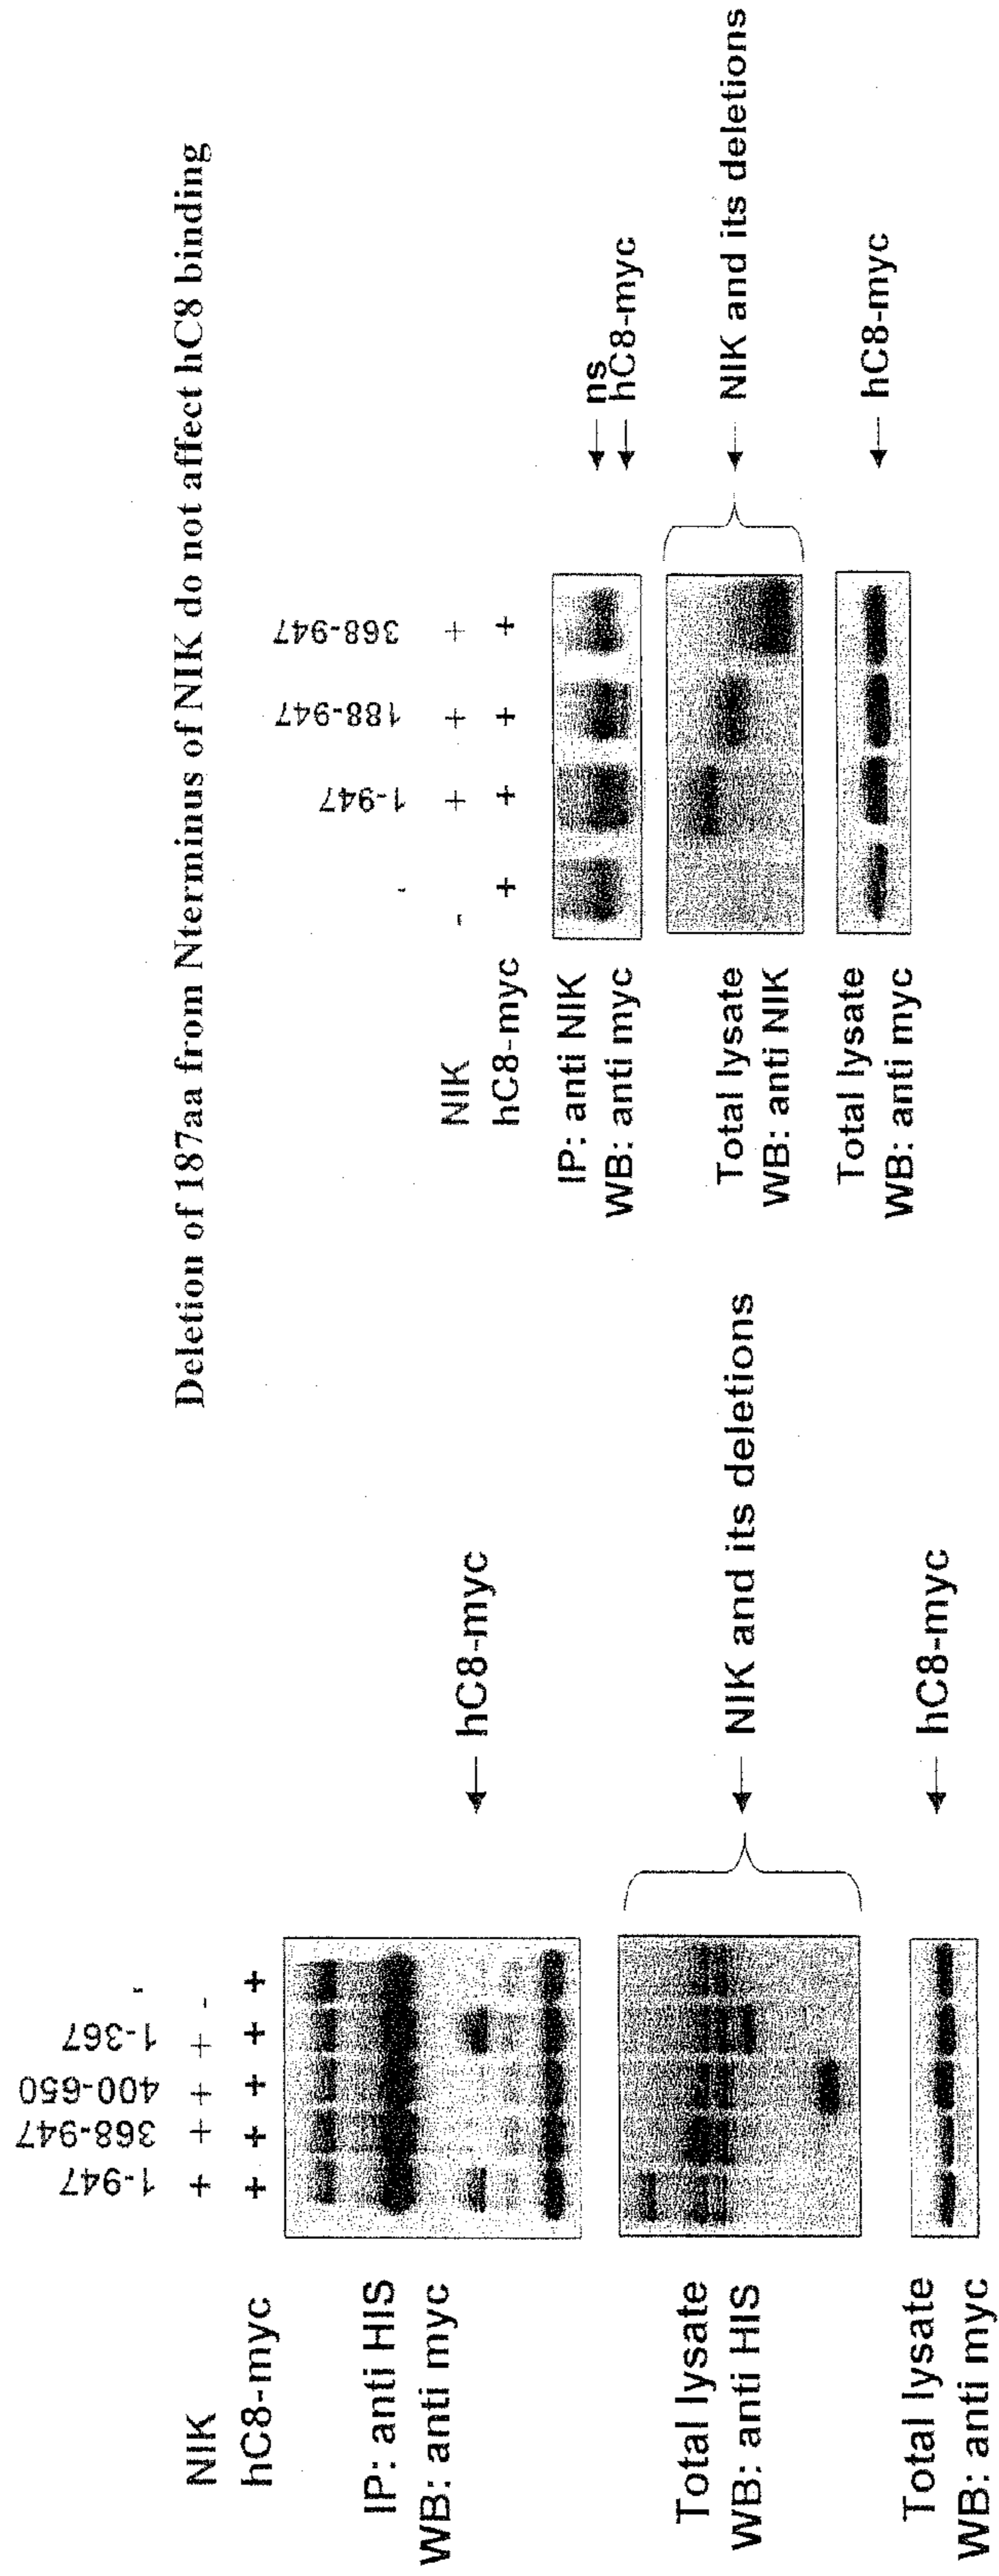 Deletion of 187aa from Nterminus of NIK do not affect hC8 binding
1-947
368-947
400-650
1-367
-
NIK + + + + -
hC8-myc + + + + +
IP: anti HIS
WB: anti myc
hC8-myc
Total lysate
WB: anti HIS
NIK and its deletions
Total lysate
WB: anti myc
hC8-myc
-
1-947
188-947
368-947
NIK - + + +
hC8-myc + + + +
IP: anti NIK
WB: anti myc
ns
hC8-myc
Total lysate
WB: anti NIK
NIK and its deletions
Total lysate
WB: anti myc
hC8-myc